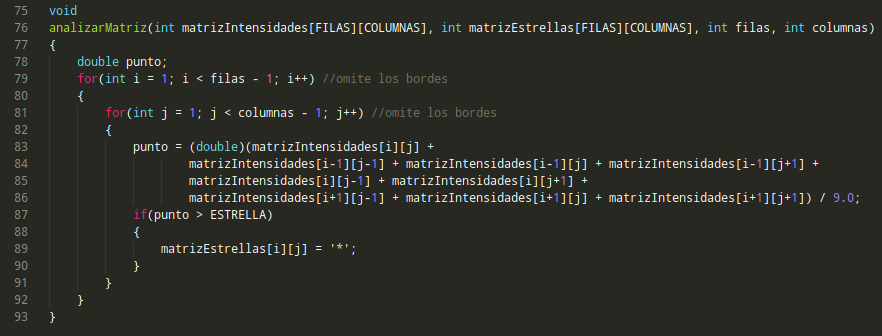 75 void
76 analizarMatriz(int matrizIntensidades[FILAS][COLUMNAS], int matrizEstrellas[FILAS][COLUMNAS], int filas, int columnas)
77 {
78     double punto;
79     for(int i = 1; i < filas - 1; i++) //omite los bordes
80     {
81         for(int j = 1; j < columnas - 1; j++) //omite los bordes
82         {
83             punto = (double)(matrizIntensidades[i][j] +
84                     matrizIntensidades[i-1][j-1] + matrizIntensidades[i-1][j] + matrizIntensidades[i-1][j+1] +
85                     matrizIntensidades[i][j-1] + matrizIntensidades[i][j+1] +
86                     matrizIntensidades[i+1][j-1] + matrizIntensidades[i+1][j] + matrizIntensidades[i+1][j+1]) / 9.0;
87             if(punto > ESTRELLA)
88             {
89                 matrizEstrellas[i][j] = '*';
90             }
91         }
92     }
93 }